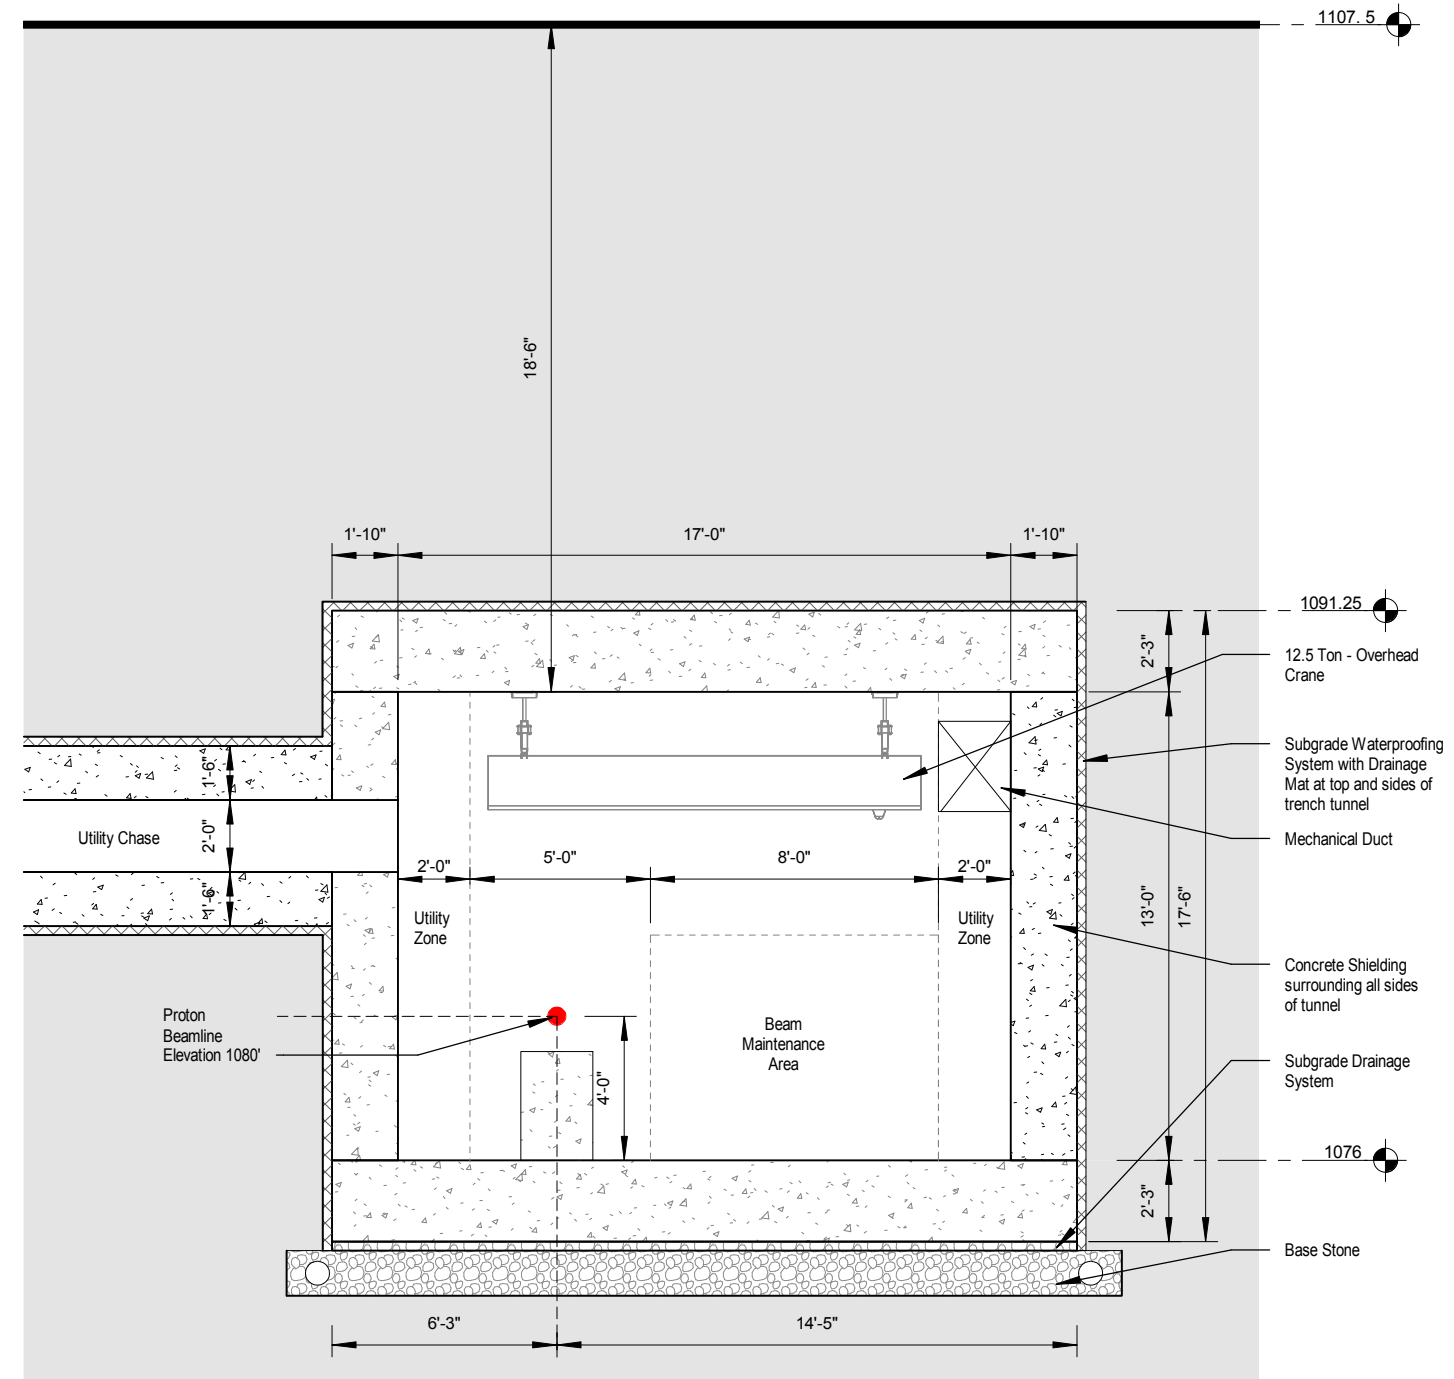 1107. 5
18'-6"
1'-10"
17'-0"
1'-10"
1091.25
2'-3"
12.5 Ton - Overhead
Crane
Subgrade Waterproofing
System with Drainage
Mat at top and sides of
trench tunnel
1'-6"
Utility Chase
2'-0"
Mechanical Duct
2'-0"
5'-0"
8'-0"
2'-0"
1'-6"
Utility
Zone
Utility
Zone
13'-0"
17'-6"
Concrete Shielding
surrounding all sides
of tunnel
Proton
Beamline
Elevation 1080'
Beam
Maintenance
Area
4'-0"
Subgrade Drainage
System
1076
2'-3"
Base Stone
6'-3"
14'-5"